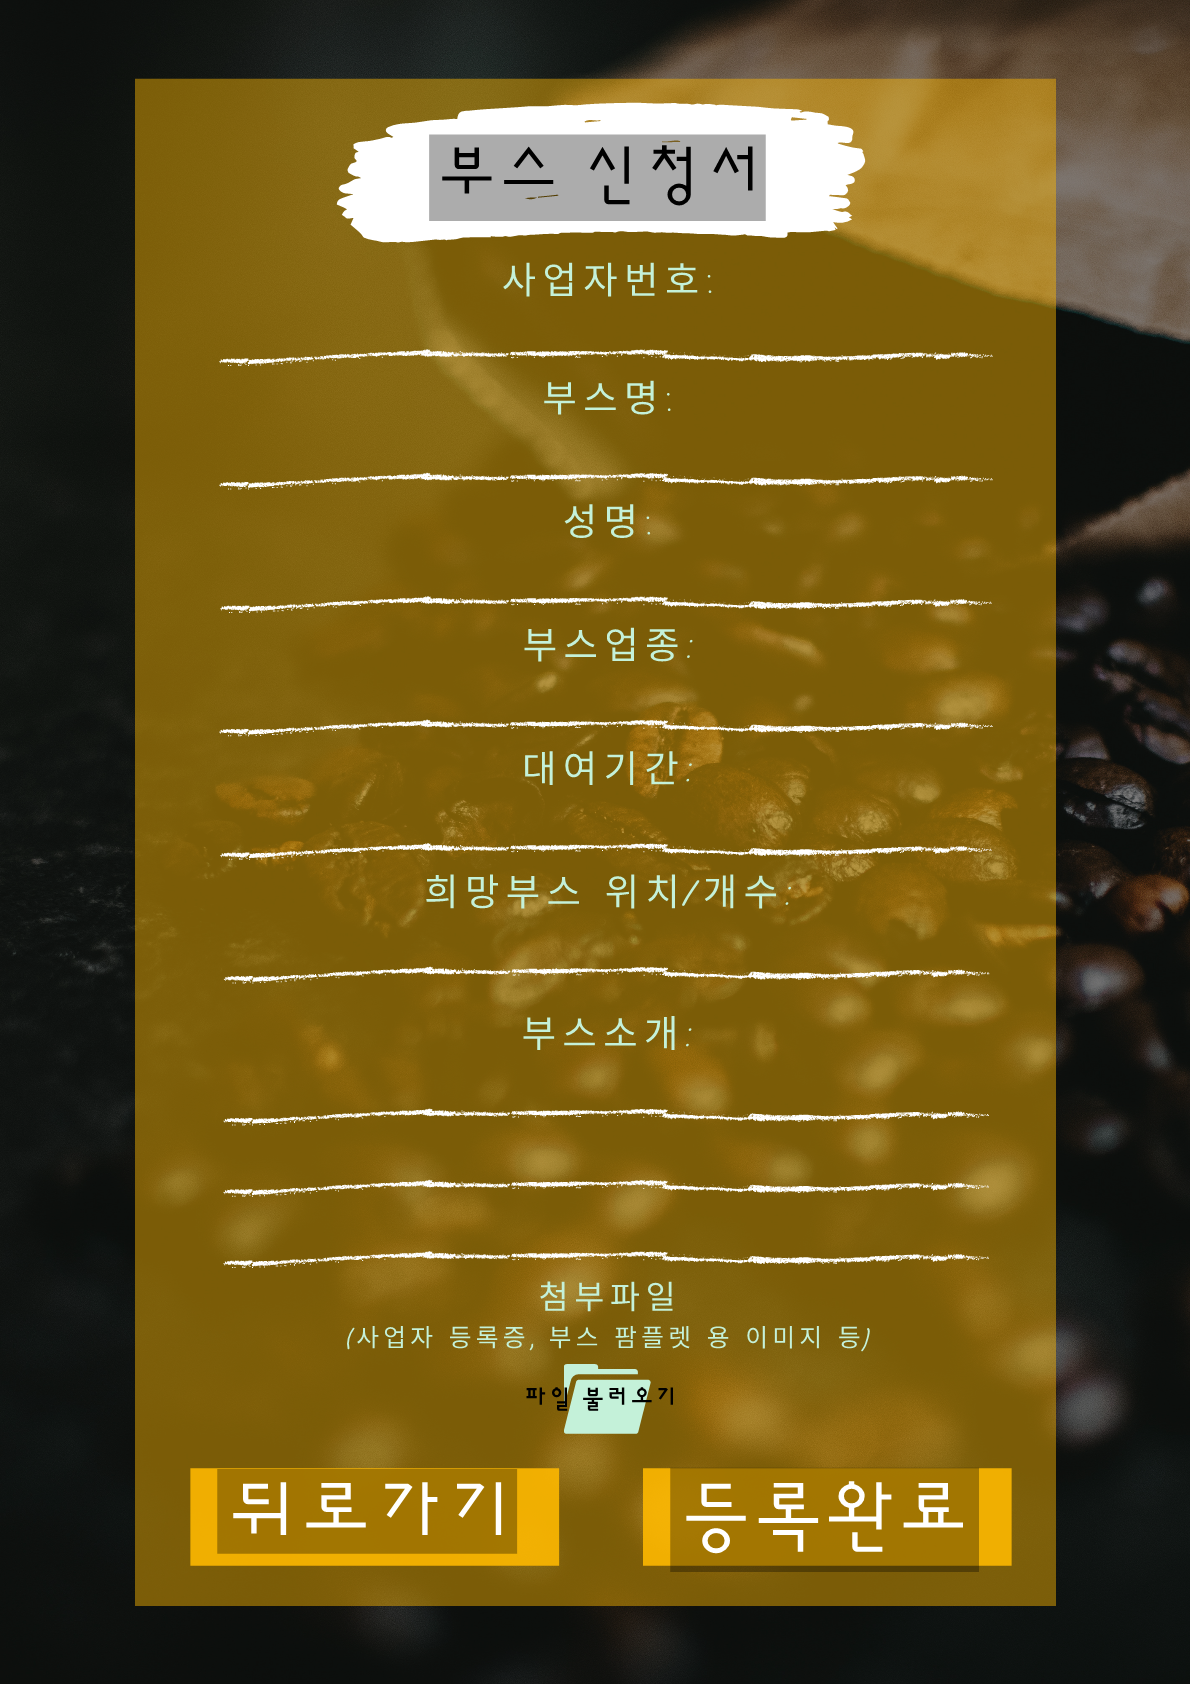 부스 신청서
사업자번호:
부스명:
성명:
부스업종:
대여기간:
희망부스 위치/개수:
부스소개:
첨부파일
(사업자 등록증, 부스 팜플렛 용 이미지 등)
파일 불러오기
뒤로가기
등록완료